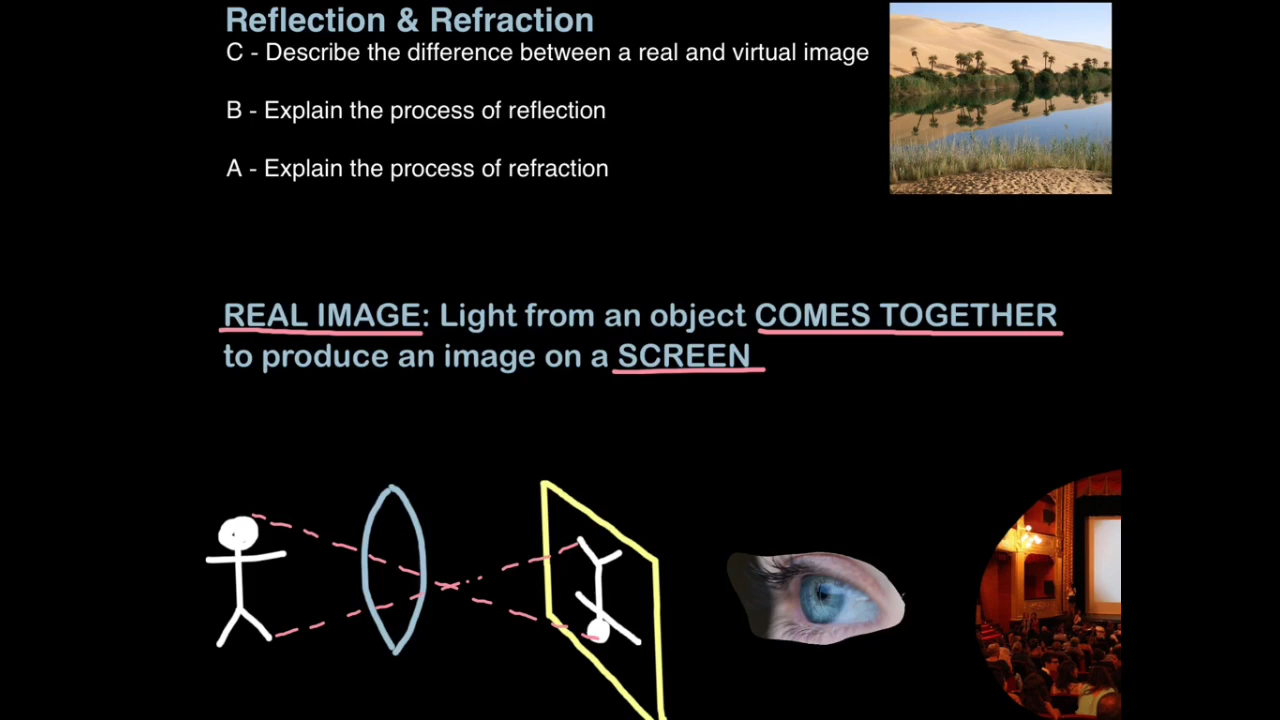 Reflection & Refraction
C - Describe the difference between a real and virtual image
B - Explain the process of reflection
A - Explain the process of refraction
REAL IMAGE: Light from an object COMES TOGETHER
to produce an image on a SCREEN